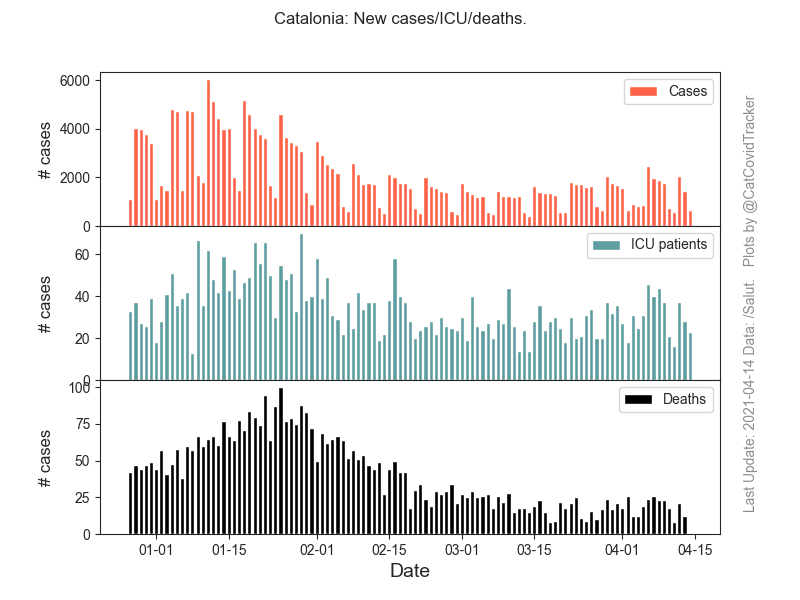 Catalonia: New cases/ICU/deaths.
6000
4000
2000
0
# cases
Cases
60
40
20
0
# cases
ICU patients
100
75
50
25
0
# cases
Deaths
01-01 01-15 02-01 02-15 03-01 03-15 04-01 04-15
Date
Last Update: 2021-04-14 Data: /Salut. Plots by @CatCovidTracker